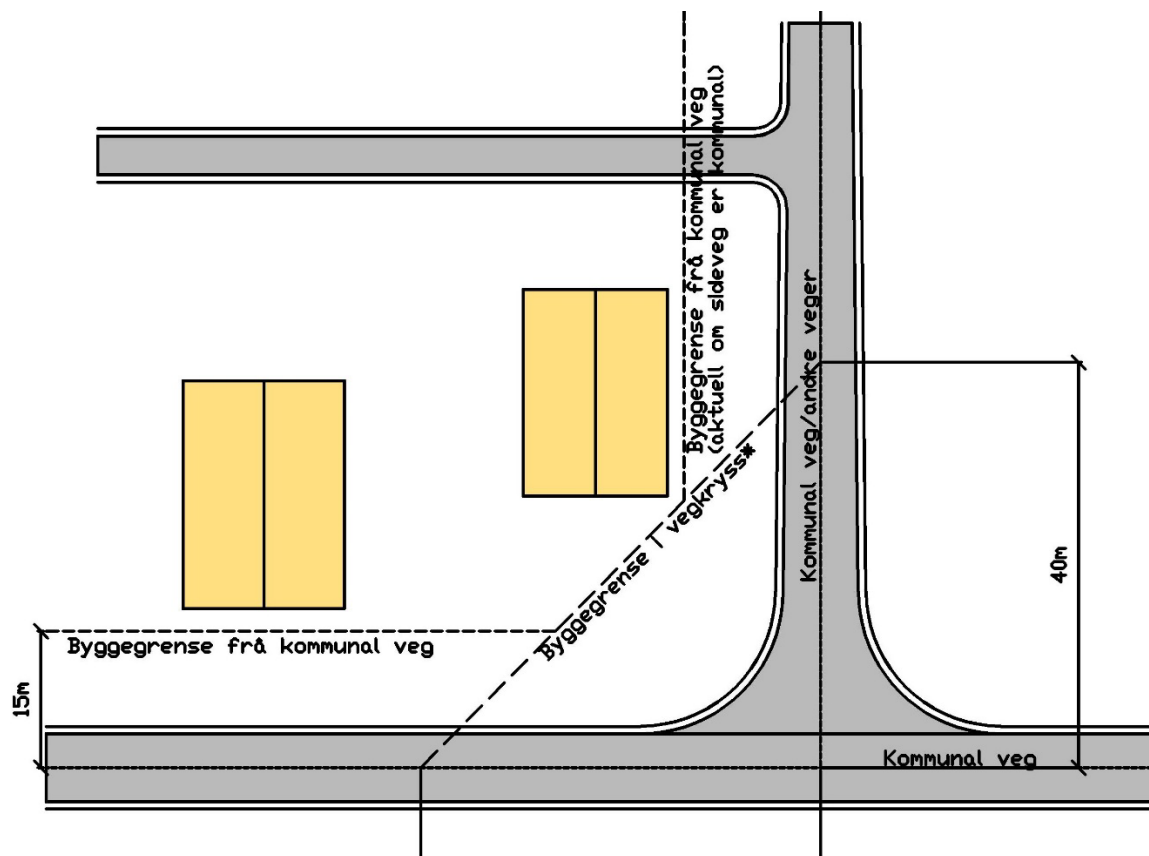 Byggegrense frå kommunal veg
(aktuell om sideveg er kommunal)
Kommunal veg/andre veger
Byggegrense I vegkryss*
40m
Byggegrense frå kommunal veg
15m
Kommunal veg